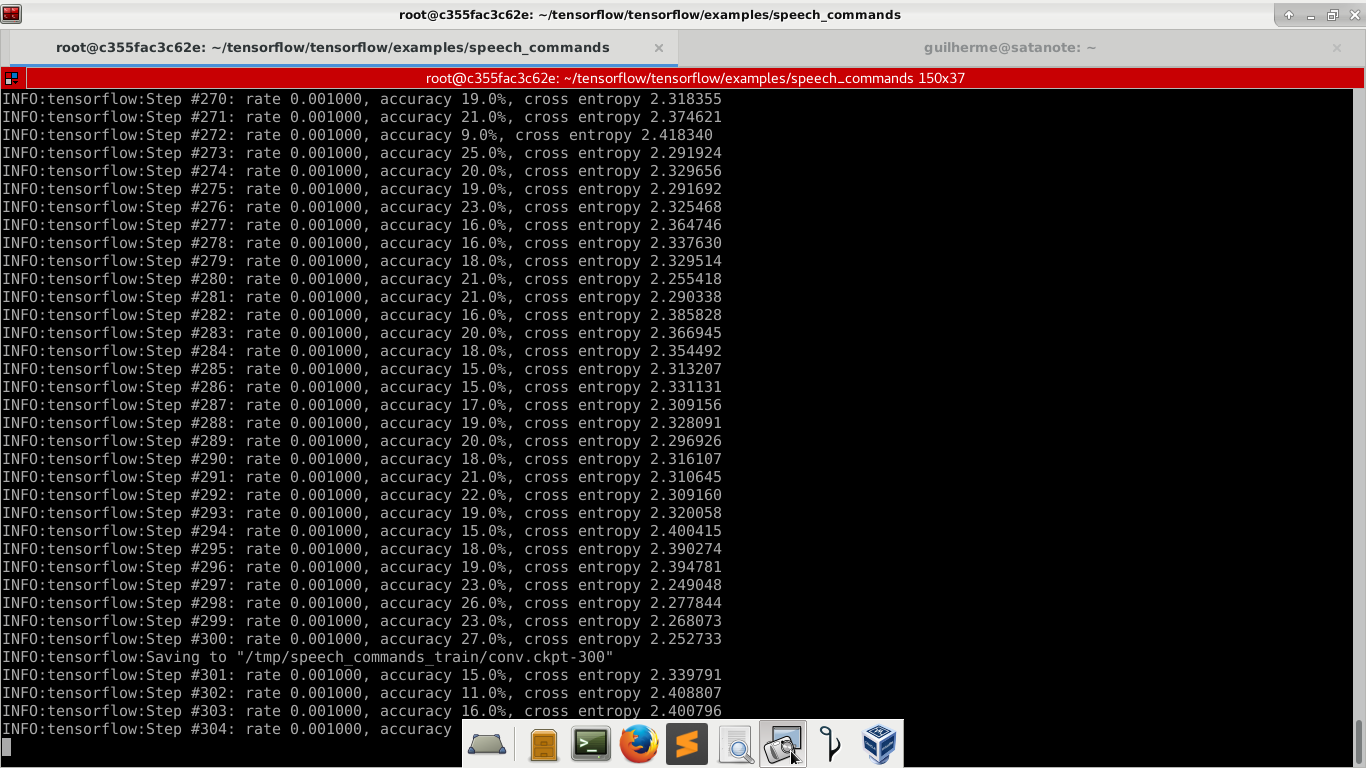 root@c355fac3c62e: ~/tensorflow/tensorflow/examples/speech_commands
root@c355fac3c62e: ~/tensorflow/tensorflow/examples/speech_commands × guilherme@satanote: ~ ×
root@c355fac3c62e: ~/tensorflow/tensorflow/examples/speech_commands 150x37
INFO:tensorflow:Step #270: rate 0.001000, accuracy 19.0%, cross entropy 2.318355
INFO:tensorflow:Step #271: rate 0.001000, accuracy 21.0%, cross entropy 2.374621
INFO:tensorflow:Step #272: rate 0.001000, accuracy 9.0%, cross entropy 2.418340
INFO:tensorflow:Step #273: rate 0.001000, accuracy 25.0%, cross entropy 2.291924
INFO:tensorflow:Step #274: rate 0.001000, accuracy 20.0%, cross entropy 2.329656
INFO:tensorflow:Step #275: rate 0.001000, accuracy 19.0%, cross entropy 2.291692
INFO:tensorflow:Step #276: rate 0.001000, accuracy 23.0%, cross entropy 2.325468
INFO:tensorflow:Step #277: rate 0.001000, accuracy 16.0%, cross entropy 2.364746
INFO:tensorflow:Step #278: rate 0.001000, accuracy 16.0%, cross entropy 2.337630
INFO:tensorflow:Step #279: rate 0.001000, accuracy 18.0%, cross entropy 2.329514
INFO:tensorflow:Step #280: rate 0.001000, accuracy 21.0%, cross entropy 2.255418
INFO:tensorflow:Step #281: rate 0.001000, accuracy 21.0%, cross entropy 2.290338
INFO:tensorflow:Step #282: rate 0.001000, accuracy 16.0%, cross entropy 2.385828
INFO:tensorflow:Step #283: rate 0.001000, accuracy 20.0%, cross entropy 2.366945
INFO:tensorflow:Step #284: rate 0.001000, accuracy 18.0%, cross entropy 2.354492
INFO:tensorflow:Step #285: rate 0.001000, accuracy 15.0%, cross entropy 2.313207
INFO:tensorflow:Step #286: rate 0.001000, accuracy 15.0%, cross entropy 2.331131
INFO:tensorflow:Step #287: rate 0.001000, accuracy 17.0%, cross entropy 2.309156
INFO:tensorflow:Step #288: rate 0.001000, accuracy 19.0%, cross entropy 2.328091
INFO:tensorflow:Step #289: rate 0.001000, accuracy 20.0%, cross entropy 2.296926
INFO:tensorflow:Step #290: rate 0.001000, accuracy 18.0%, cross entropy 2.316107
INFO:tensorflow:Step #291: rate 0.001000, accuracy 21.0%, cross entropy 2.310645
INFO:tensorflow:Step #292: rate 0.001000, accuracy 22.0%, cross entropy 2.309160
INFO:tensorflow:Step #293: rate 0.001000, accuracy 19.0%, cross entropy 2.320058
INFO:tensorflow:Step #294: rate 0.001000, accuracy 15.0%, cross entropy 2.400415
INFO:tensorflow:Step #295: rate 0.001000, accuracy 18.0%, cross entropy 2.390274
INFO:tensorflow:Step #296: rate 0.001000, accuracy 19.0%, cross entropy 2.394781
INFO:tensorflow:Step #297: rate 0.001000, accuracy 23.0%, cross entropy 2.249048
INFO:tensorflow:Step #298: rate 0.001000, accuracy 26.0%, cross entropy 2.277844
INFO:tensorflow:Step #299: rate 0.001000, accuracy 23.0%, cross entropy 2.268073
INFO:tensorflow:Step #300: rate 0.001000, accuracy 27.0%, cross entropy 2.252733
INFO:tensorflow:Saving to "/tmp/speech_commands_train/conv.ckpt-300"
INFO:tensorflow:Step #301: rate 0.001000, accuracy 15.0%, cross entropy 2.339791
INFO:tensorflow:Step #302: rate 0.001000, accuracy 11.0%, cross entropy 2.408807
INFO:tensorflow:Step #303: rate 0.001000, accuracy 16.0%, cross entropy 2.400796
INFO:tensorflow:Step #304: rate 0.001000, accuracy